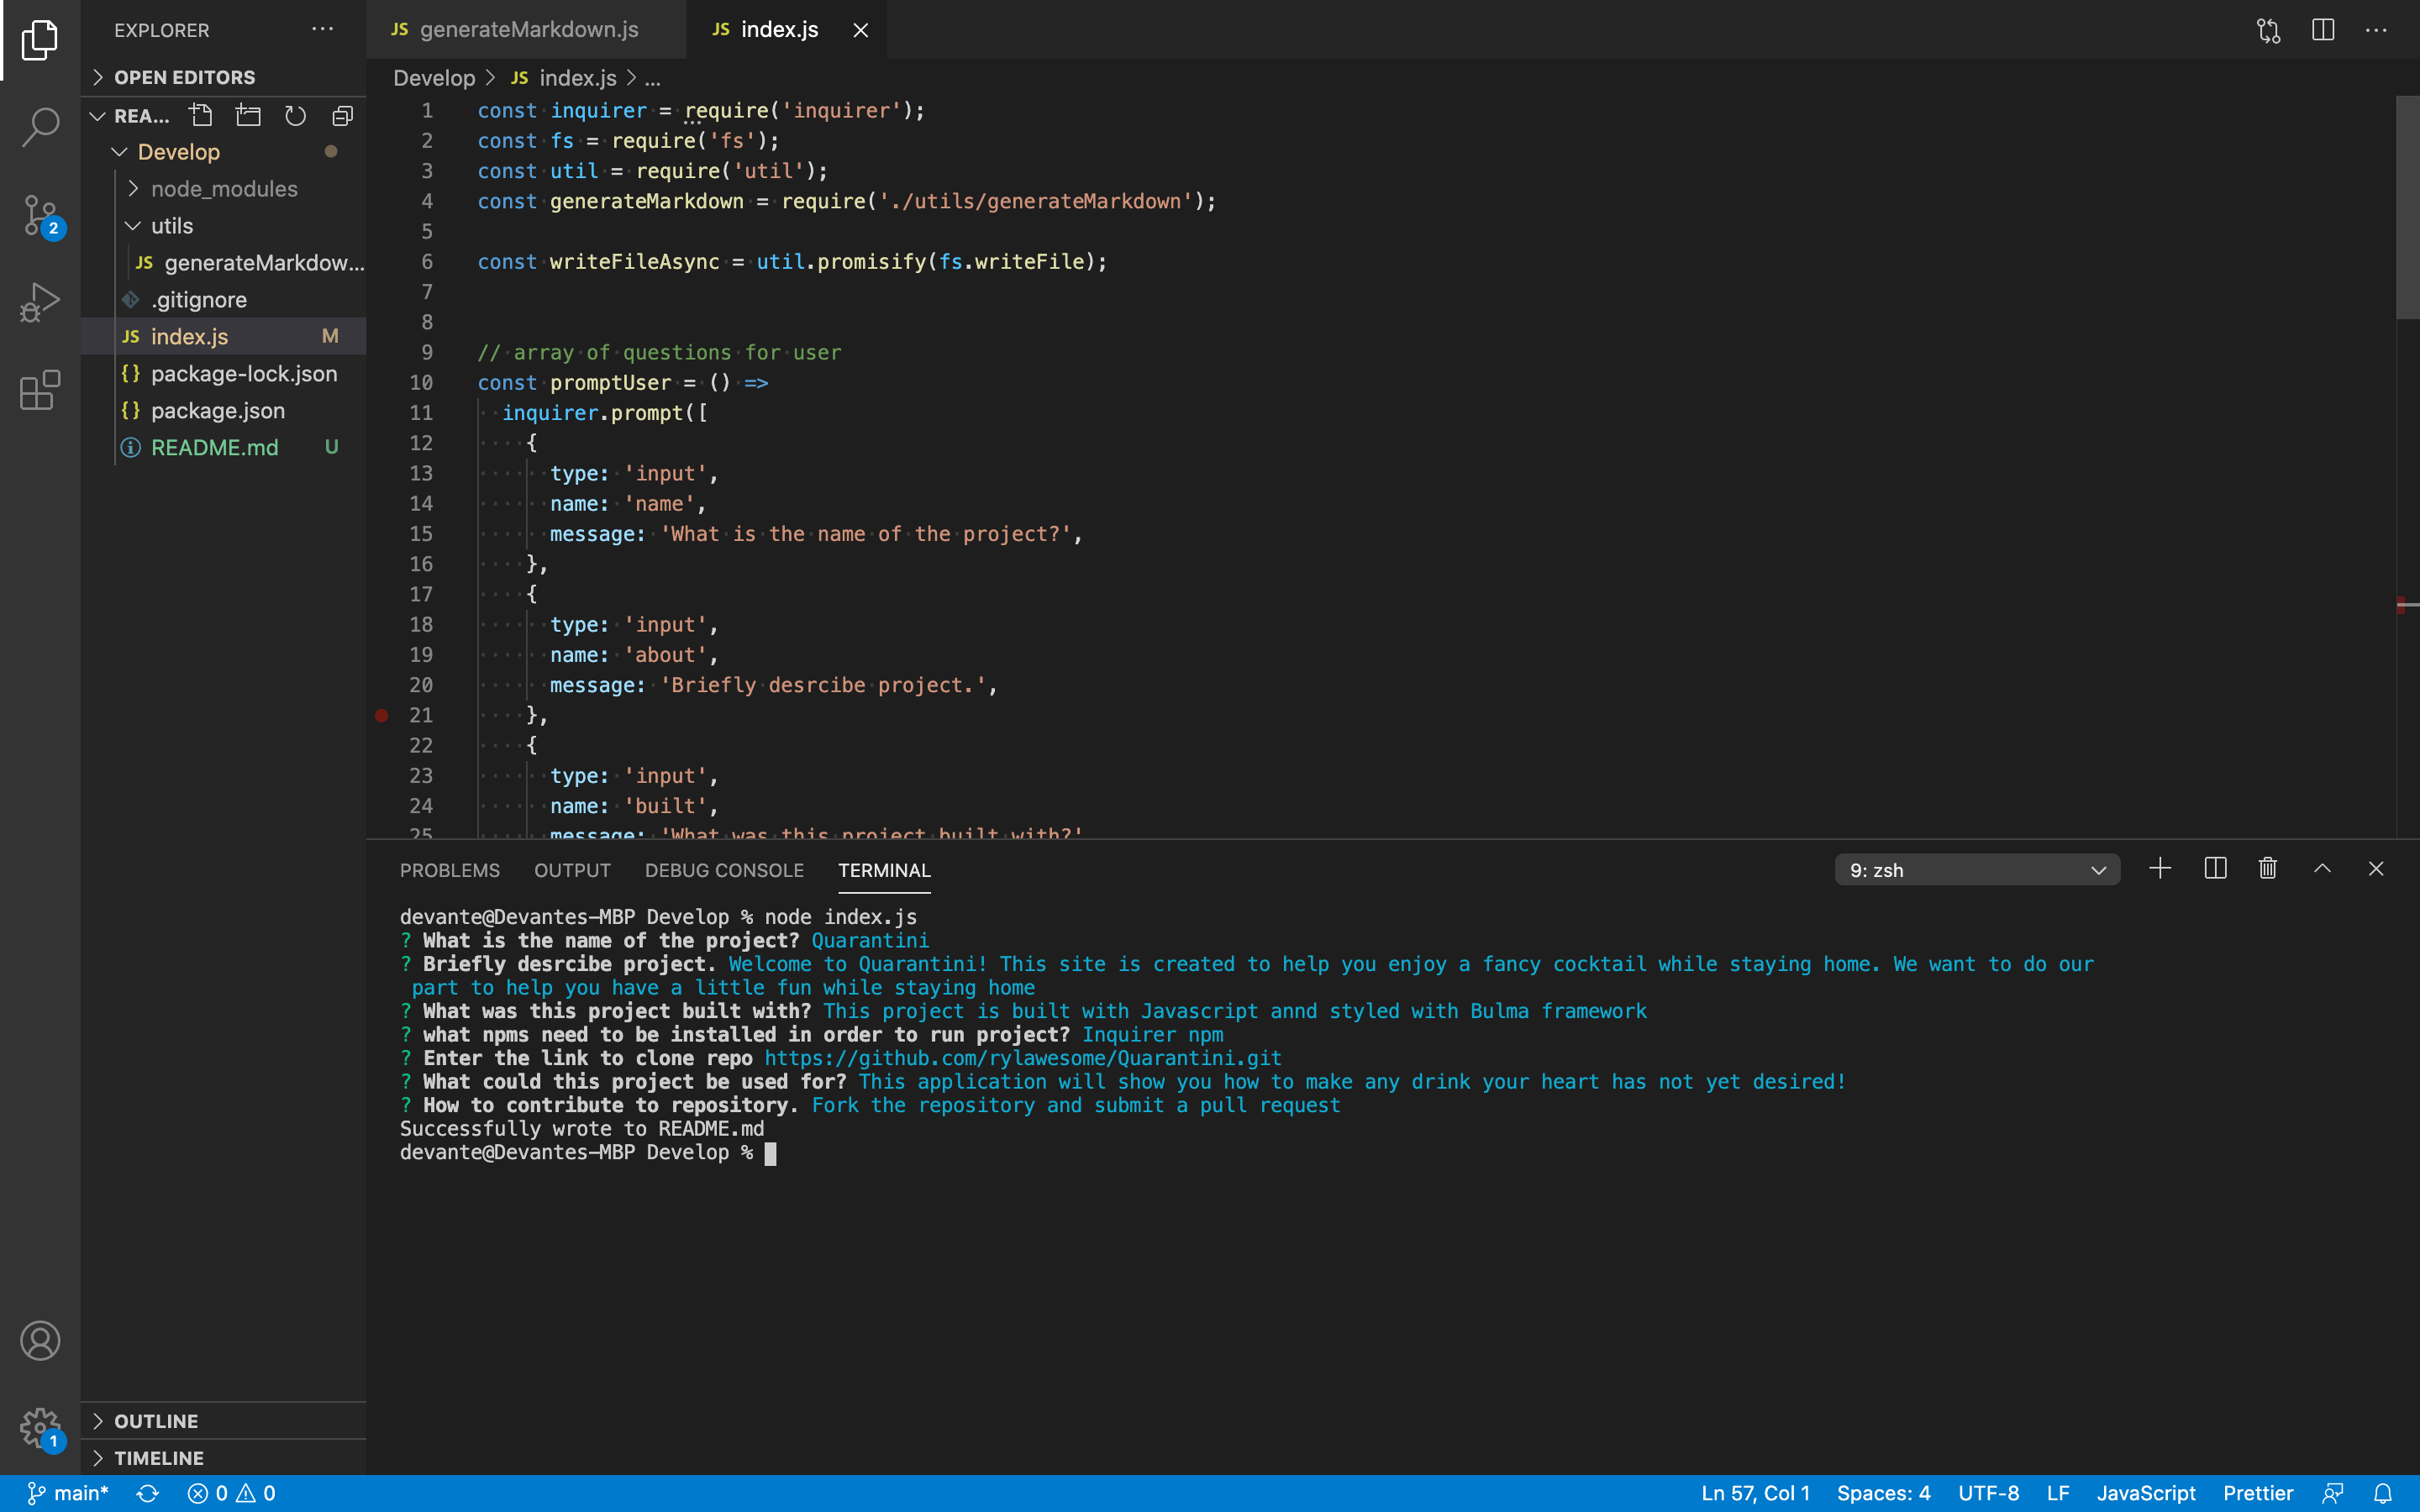 EXPLORER
OPEN EDITORS
REA...
Develop
node_modules
utils
JS generateMarkdow...
.gitignore
JS index.js M
{} package-lock.json
{} package.json
README.md U
OUTLINE
TIMELINE
2
1
JS generateMarkdown.js
JS index.js
Develop > JS index.js > ...
1 const inquirer = require('inquirer');
2 const fs = require('fs');
3 const util = require('util');
4 const generateMarkdown = require('./utils/generateMarkdown');
5
6 const writeFileAsync = util.promisify(fs.writeFile);
7
8
9 // array of questions for user
10 const promptUser = () =>
11 inquirer.prompt([
12 {
13 type: 'input',
14 name: 'name',
15 message: 'What is the name of the project?',
16 },
17 {
18 type: 'input',
19 name: 'about',
20 message: 'Briefly desrcibe project.',
21 },
22 {
23 type: 'input',
24 name: 'built',
25 message: 'What was this project built with?'
PROBLEMS OUTPUT DEBUG CONSOLE TERMINAL
9: zsh
devante@Devantes-MBP Develop % node index.js
? What is the name of the project? Quarantini
? Briefly desrcibe project. Welcome to Quarantini! This site is created to help you enjoy a fancy cocktail while staying home. We want to do our
part to help you have a little fun while staying home
? What was this project built with? This project is built with Javascript annd styled with Bulma framework
? what npms need to be installed in order to run project? Inquirer npm
? Enter the link to clone repo https://github.com/rylawesome/Quarantini.git
? What could this project be used for? This application will show you how to make any drink your heart has not yet desired!
? How to contribute to repository. Fork the repository and submit a pull request
Successfully wrote to README.md
devante@Devantes-MBP Develop %
main* 0 0 Ln 57, Col 1 Spaces: 4 UTF-8 LF JavaScript Prettier